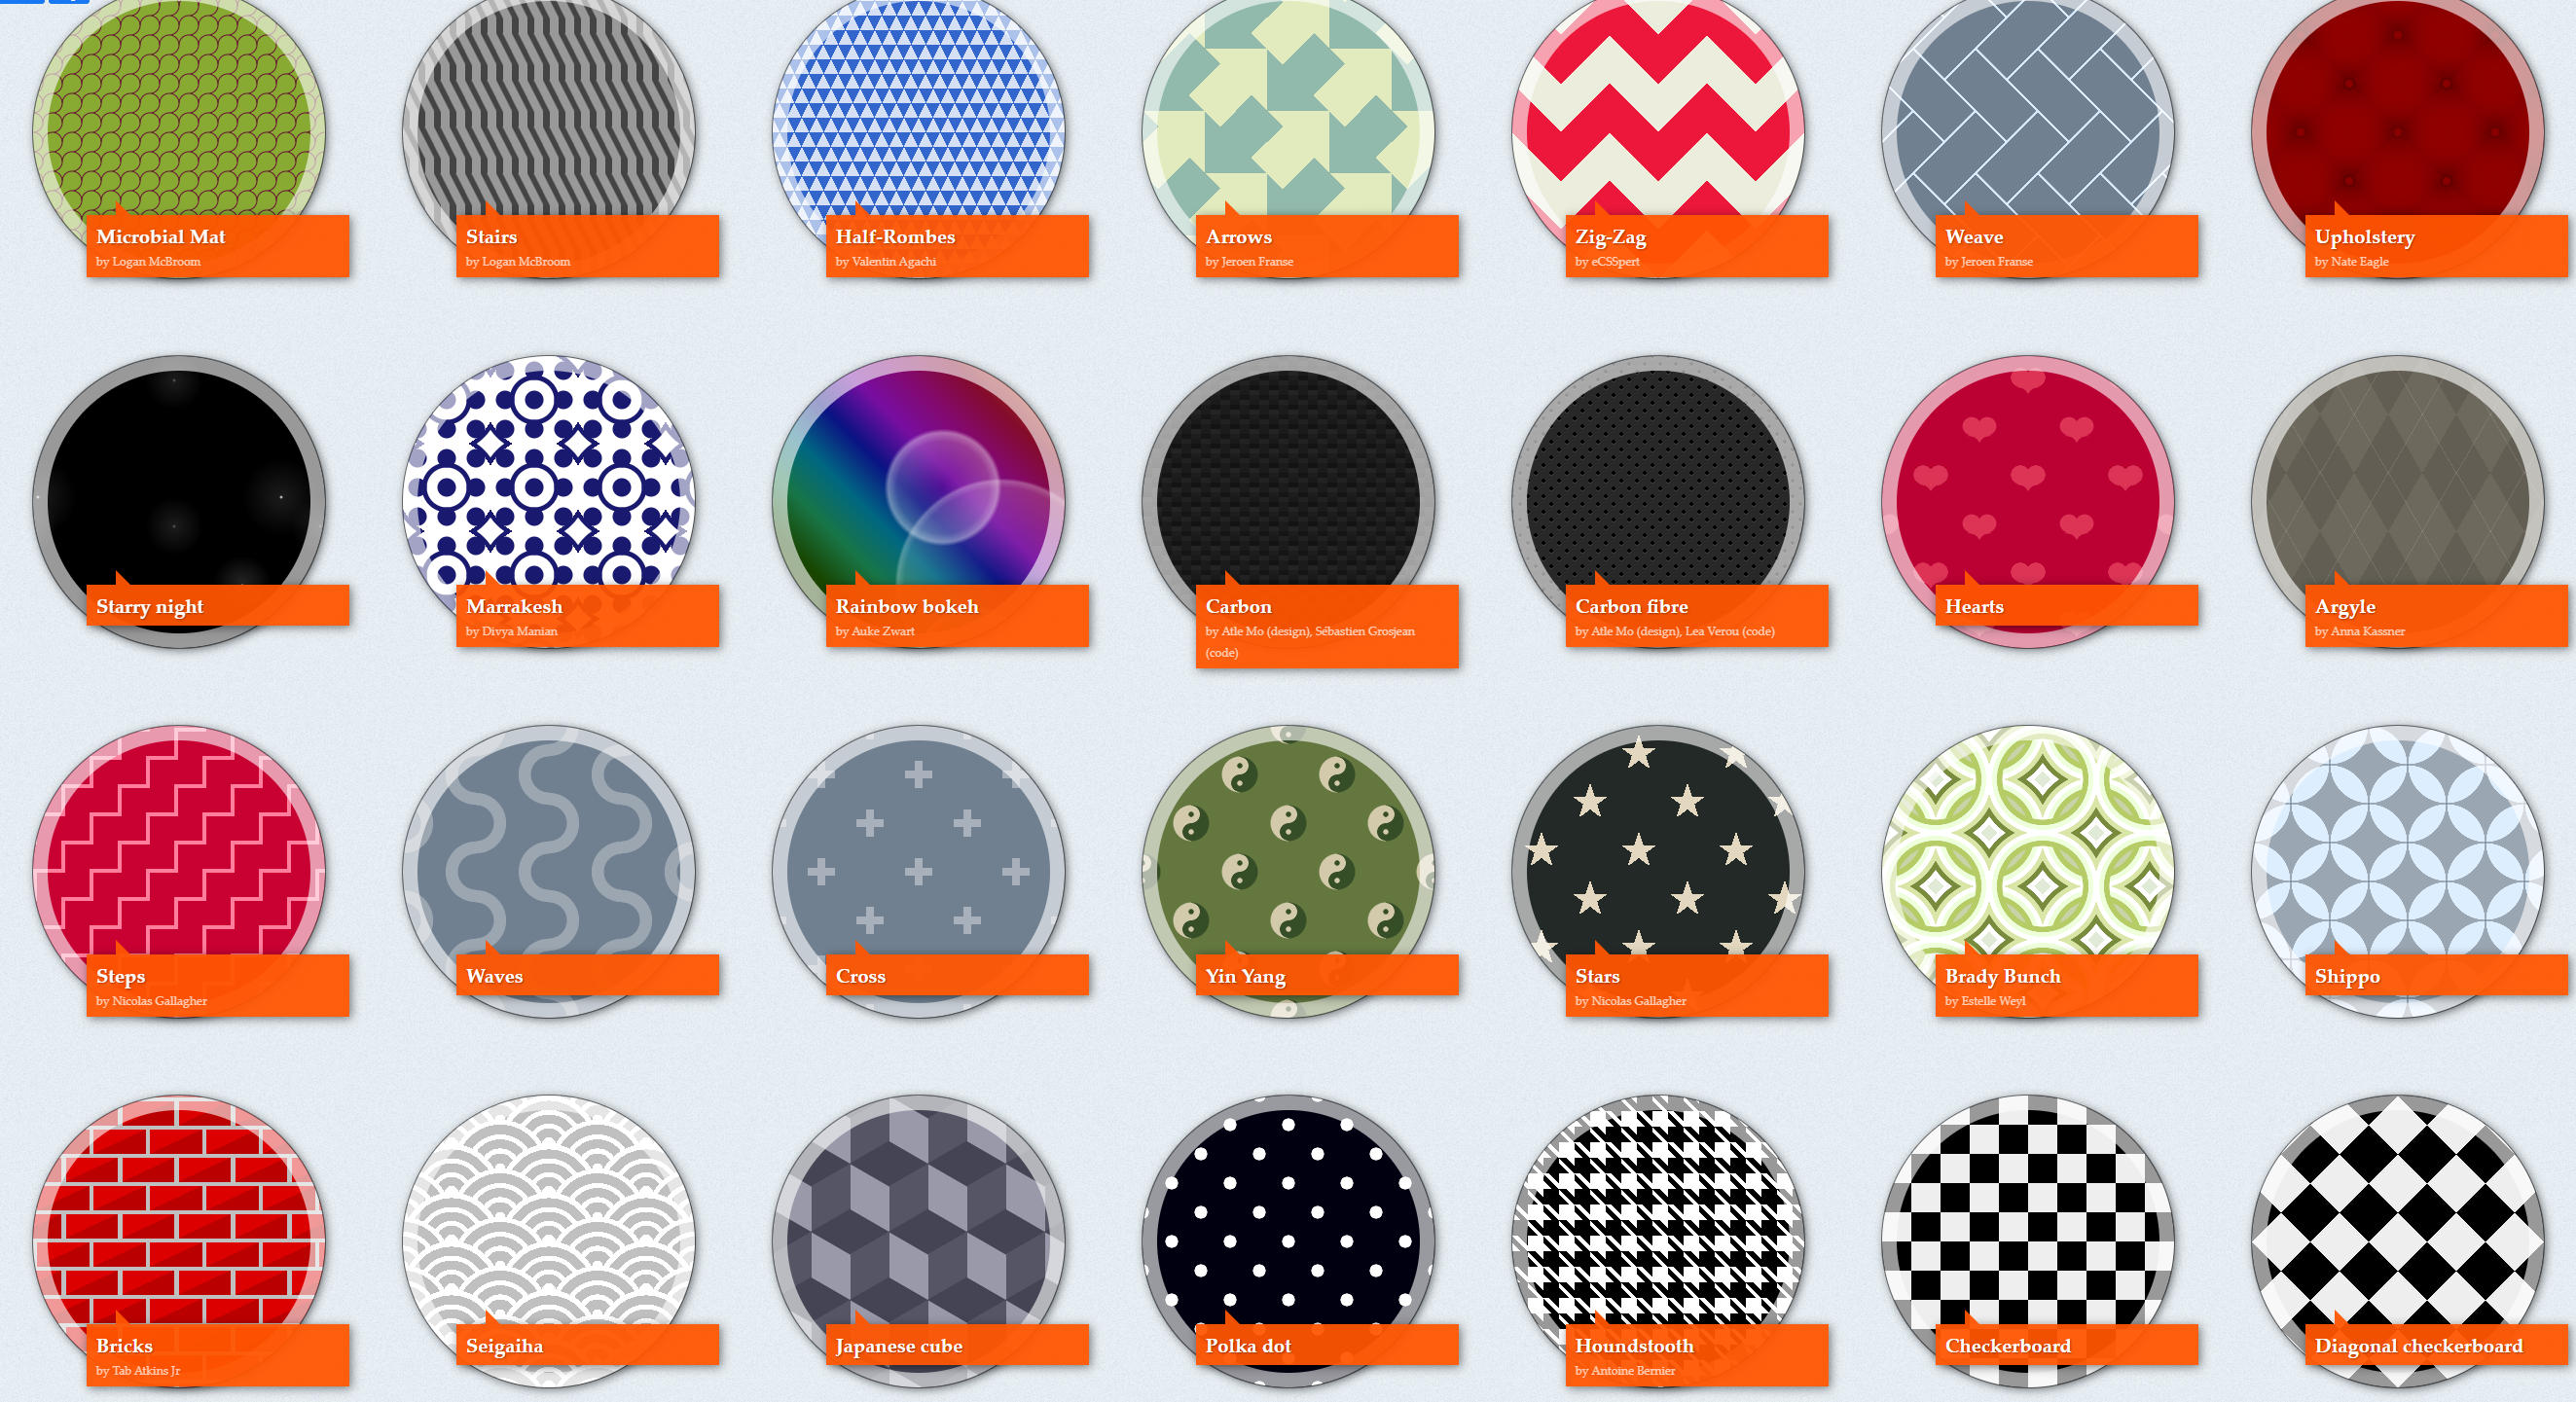 Microbial Mat
by Logan McBroom
Stairs
by Logan McBroom
Half-Rombes
by Valentin Agachi
Arrows
by Jeroen Franse
Zig-Zag
by eCSSpert
Weave
by Jeroen Franse
Upholstery
by Nate Eagle
Starry night
Marrakesh
by Divya Manian
Rainbow bokeh
by Auke Zwart
Carbon
by Atle Mo (design), Sébastien Grosjean
(code)
Carbon fibre
by Atle Mo (design), Lea Verou (code)
Hearts
Argyle
by Anna Kassner
Steps
by Nicolas Gallagher
Waves
Cross
Yin Yang
Stars
by Nicolas Gallagher
Brady Bunch
by Estelle Weyl
Shippo
Bricks
by Tab Atkins Jr
Seigaiha
Japanese cube
Polka dot
Houndstooth
by Antoine Bernier
Checkerboard
Diagonal checkerboard